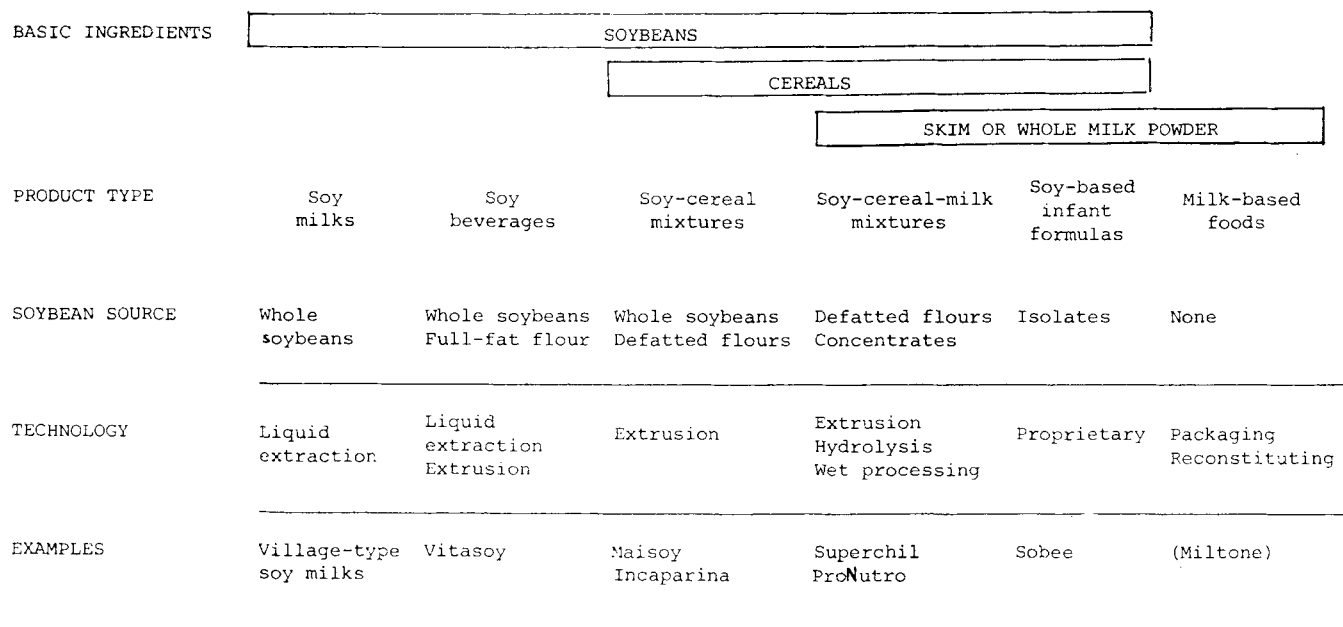 BASIC INGREDIENTS
SOYBEANS
CEREALS
SKIM OR WHOLE MILK POWDER
PRODUCT TYPE
Soy
milks
Soy
beverages
Soy-cereal
mixtures
Soy-cereal-milk
mixtures
Soy-based
infant
formulas
Milk-based
foods
SOYBEAN SOURCE
Whole
soybeans
Whole soybeans
Full-fat flour
Whole soybeans
Defatted flours
Defatted flours
Concentrates
Isolates
None
TECHNOLOGY
Liquid
extraction
Liquid
extraction
Extrusion
Extrusion
Extrusion
Hydrolysis
Wet processing
Proprietary
Packaging
Reconstituting
EXAMPLES
Village-type
soy milks
Vitasoy
Maisoy
Incaparina
Superchil
ProNutro
Sobee
(Miltone)